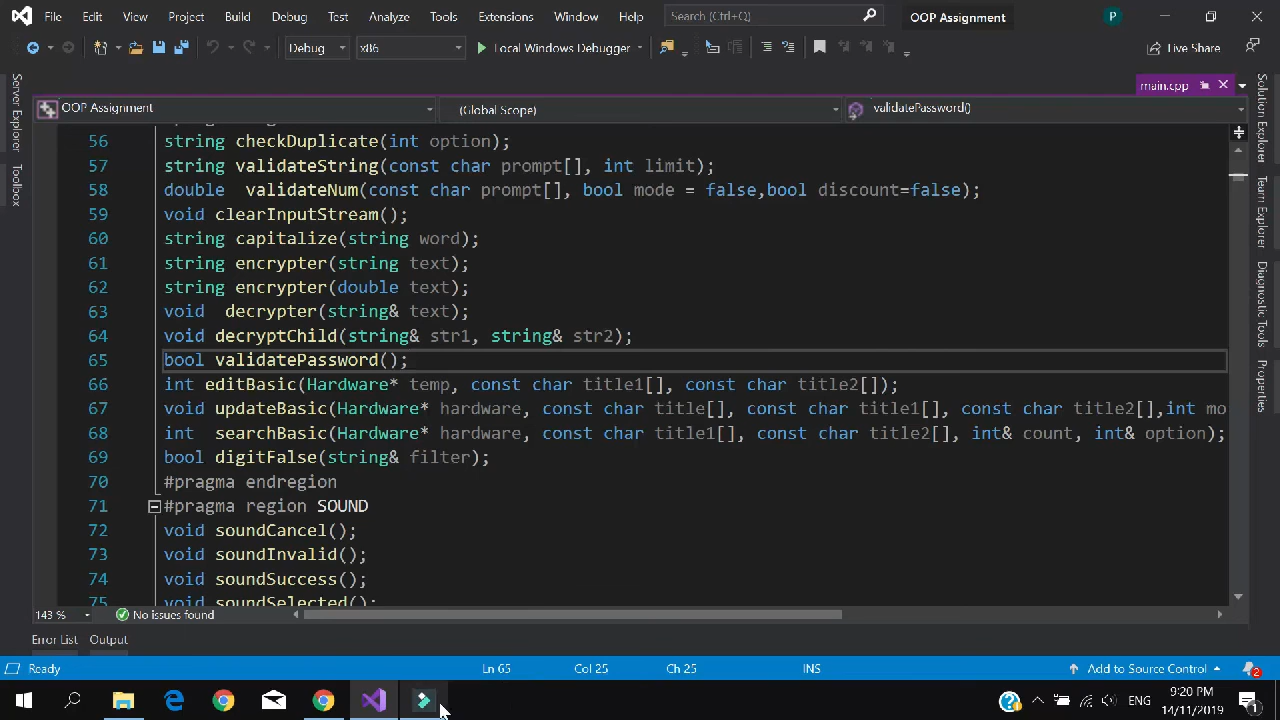 File Edit View Project Build Debug Test Analyze Tools Extensions Window Help Search (Ctrl+Q) OOP Assignment P
Debug x86 Local Windows Debugger Live Share
Server Explorer
Toolbox
main.cpp
OOP Assignment (Global Scope) validatePassword()
56 string checkDuplicate(int option);
57 string validateString(const char prompt[], int limit);
58 double validateNum(const char prompt[], bool mode = false,bool discount=false);
59 void clearInputStream();
60 string capitalize(string word);
61 string encrypter(string text);
62 string encrypter(double text);
63 void decrypter(string& text);
64 void decryptChild(string& str1, string& str2);
65 bool validatePassword();
66 int editBasic(Hardware* temp, const char title1[], const char title2[]);
67 void updateBasic(Hardware* hardware, const char title[], const char title1[], const char title2[],int mo
68 int searchBasic(Hardware* hardware, const char title1[], const char title2[], int& count, int& option);
69 bool digitFalse(string& filter);
70 #pragma endregion
71 #pragma region SOUND
72 void soundCancel();
73 void soundInvalid();
74 void soundSuccess();
75 void soundSelected();
Solution Explorer
Team Explorer
Diagnostic Tools
Properties
143 % No issues found
Error List Output
Ready Ln 65 Col 25 Ch 25 INS Add to Source Control 2
ENG 9:20 PM
14/11/2019 1